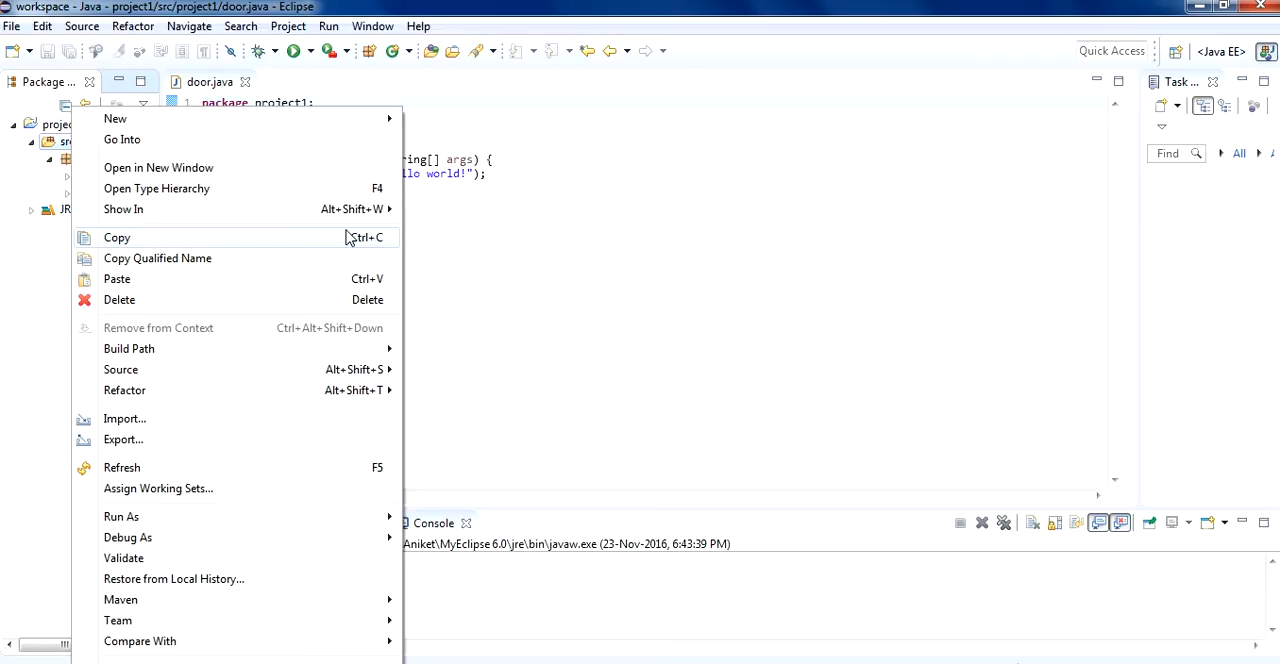 workspace - Java - project1/src/project1/door.java - Eclipse
File Edit Source Refactor Navigate Search Project Run Window Help
Quick Access <Java EE>
Package ... door.java Task ...
1 package project1;
projec
New
Go Into
src
ring[] args) {
Find All
Open in New Window
llo world!");
Open Type Hierarchy F4
JR
Show In Alt+Shift+W
Copy Ctrl+C
Copy Qualified Name
Paste Ctrl+V
Delete Delete
Remove from Context Ctrl+Alt+Shift+Down
Build Path
Source Alt+Shift+S
Refactor Alt+Shift+T
Import...
Export...
Refresh F5
Assign Working Sets...
Run As
Console
Debug As
Aniket\MyEclipse 6.0\jre\bin\javaw.exe (23-Nov-2016, 6:43:39 PM)
Validate
Restore from Local History...
Maven
Team
Compare With